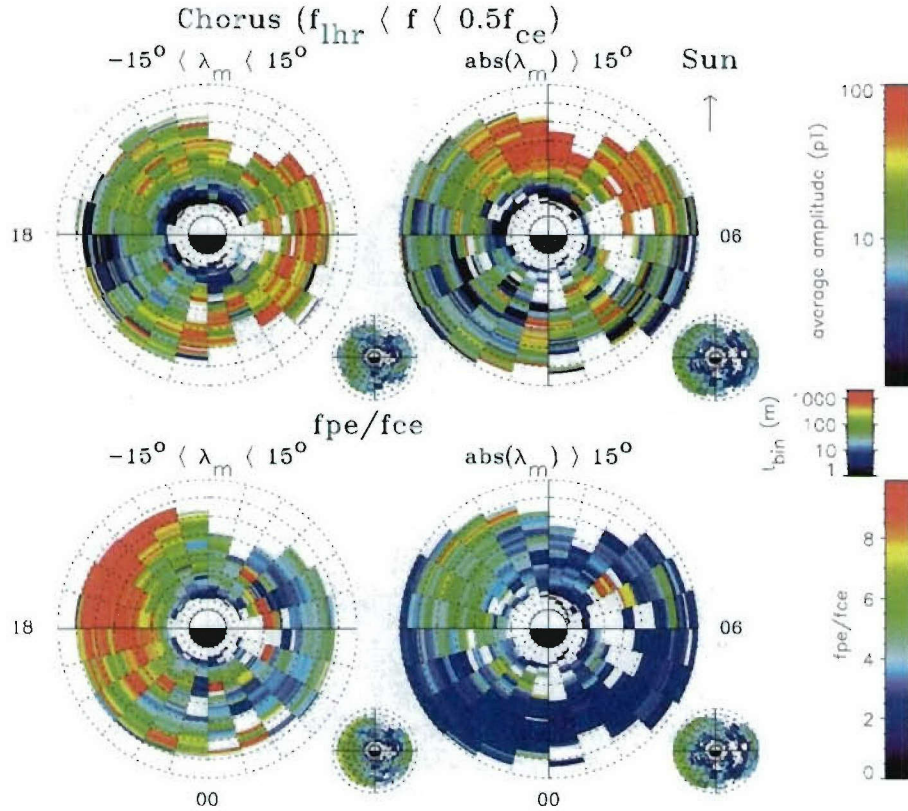 Chorus (f_lhr < f < 0.5f_ce)
-15° < λ_m < 15°
abs(λ_m) > 15°
Sun
18
06
100
10
average amplitude (pT)
fpe/fce
-15° < λ_m < 15°
abs(λ_m) > 15°
1000
100
10
1
t_bin (m)
18
06
8
6
4
2
0
fpe/fce
00
00